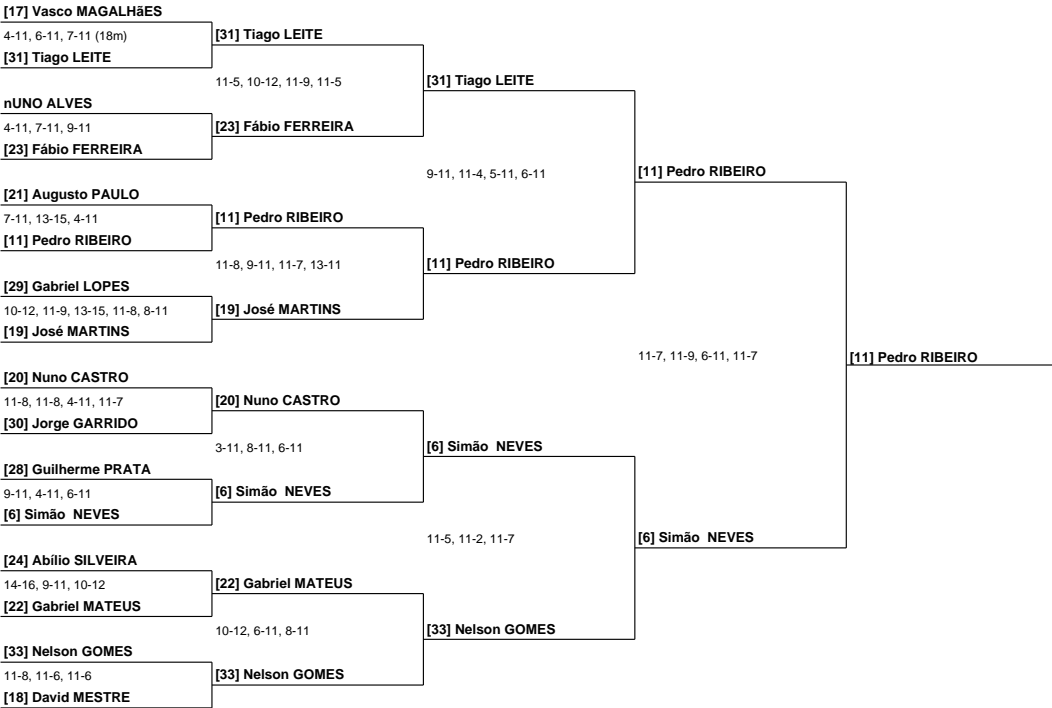 [17] Vasco MAGALHãES
4-11, 6-11, 7-11 (18m)
[31] Tiago LEITE
nUNO ALVES
4-11, 7-11, 9-11
[23] Fábio FERREIRA
[21] Augusto PAULO
7-11, 13-15, 4-11
[11] Pedro RIBEIRO
[29] Gabriel LOPES
10-12, 11-9, 13-15, 11-8, 8-11
[19] José MARTINS
[20] Nuno CASTRO
11-8, 11-8, 4-11, 11-7
[30] Jorge GARRIDO
[28] Guilherme PRATA
9-11, 4-11, 6-11
[6] Simão  NEVES
[24] Abílio SILVEIRA
14-16, 9-11, 10-12
[22] Gabriel MATEUS
[33] Nelson GOMES
11-8, 11-6, 11-6
[18] David MESTRE
[31] Tiago LEITE
11-5, 10-12, 11-9, 11-5
[23] Fábio FERREIRA
[11] Pedro RIBEIRO
11-8, 9-11, 11-7, 13-11
[19] José MARTINS
[20] Nuno CASTRO
3-11, 8-11, 6-11
[6] Simão  NEVES
[22] Gabriel MATEUS
10-12, 6-11, 8-11
[33] Nelson GOMES
[31] Tiago LEITE
9-11, 11-4, 5-11, 6-11
[11] Pedro RIBEIRO
[6] Simão  NEVES
11-5, 11-2, 11-7
[33] Nelson GOMES
[11] Pedro RIBEIRO
11-7, 11-9, 6-11, 11-7
[6] Simão  NEVES
[11] Pedro RIBEIRO